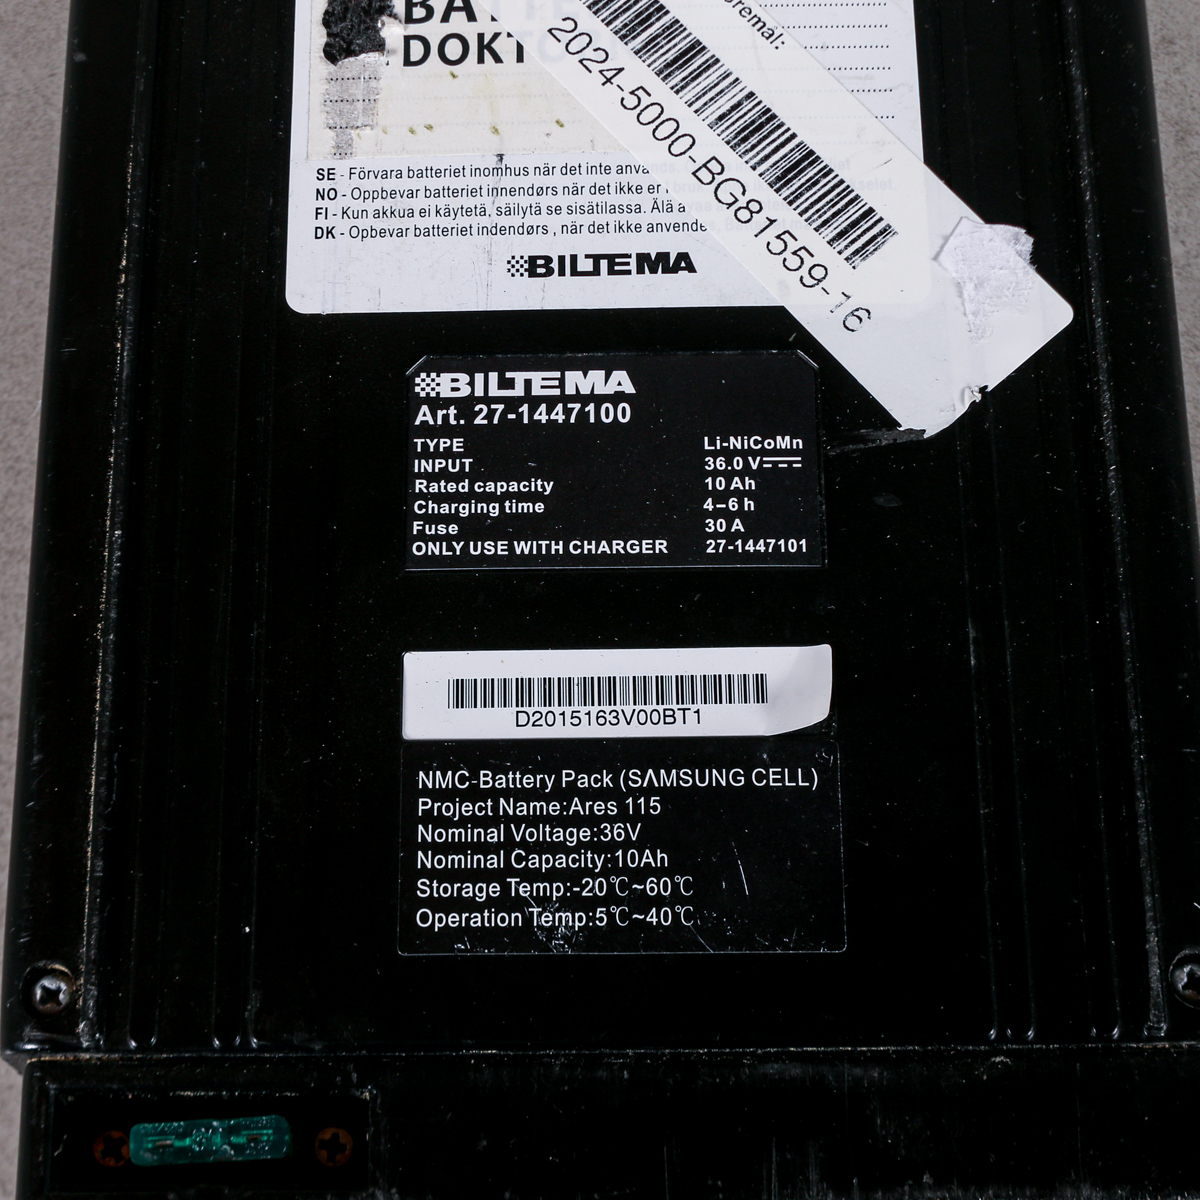 BAT
DOKT
2024-5000-BG81559-16
SE - Förvara batteriet inomhus när det inte
NO - Oppbevar batteriet innendørs når det ikke er
FI - Kun akkua ei käytetä, säilytä se sisätilassa. Älä
DK - Opbevar batteriet indendørs , når det ikke
BILTEMA
BILTEMA
Art. 27-1447100
TYPE Li-NiCoMn
INPUT 36.0 V
Rated capacity 10 Ah
Charging time 4–6 h
Fuse 30 A
ONLY USE WITH CHARGER 27-1447101
D2015163V00BT1
NMC-Battery Pack (SAMSUNG CELL)
Project Name:Ares 115
Nominal Voltage:36V
Nominal Capacity:10Ah
Storage Temp:-20℃~60℃
Operation Temp:5℃~40℃